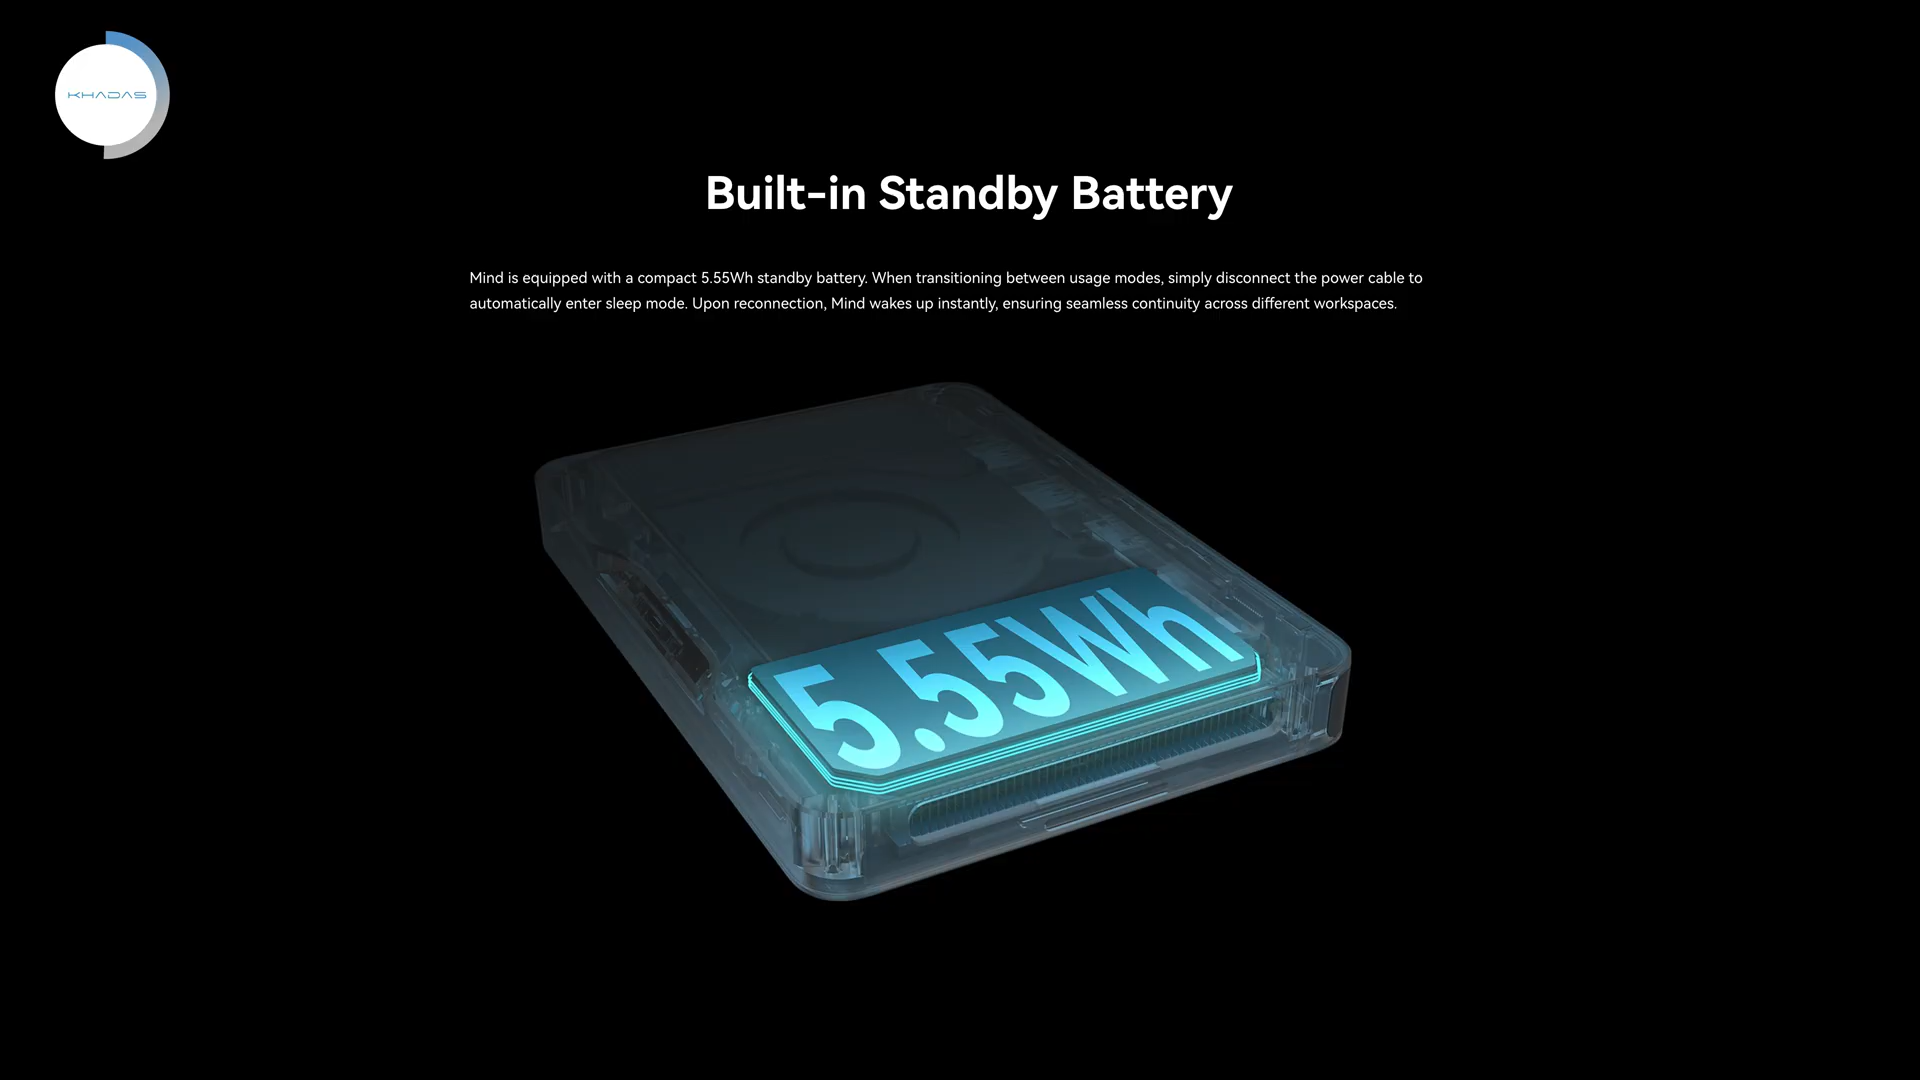 KHADAS
Built-in Standby Battery
Mind is equipped with a compact 5.55Wh standby battery. When transitioning between usage modes, simply disconnect the power cable to
automatically enter sleep mode. Upon reconnection, Mind wakes up instantly, ensuring seamless continuity across different workspaces.
5.55Wh